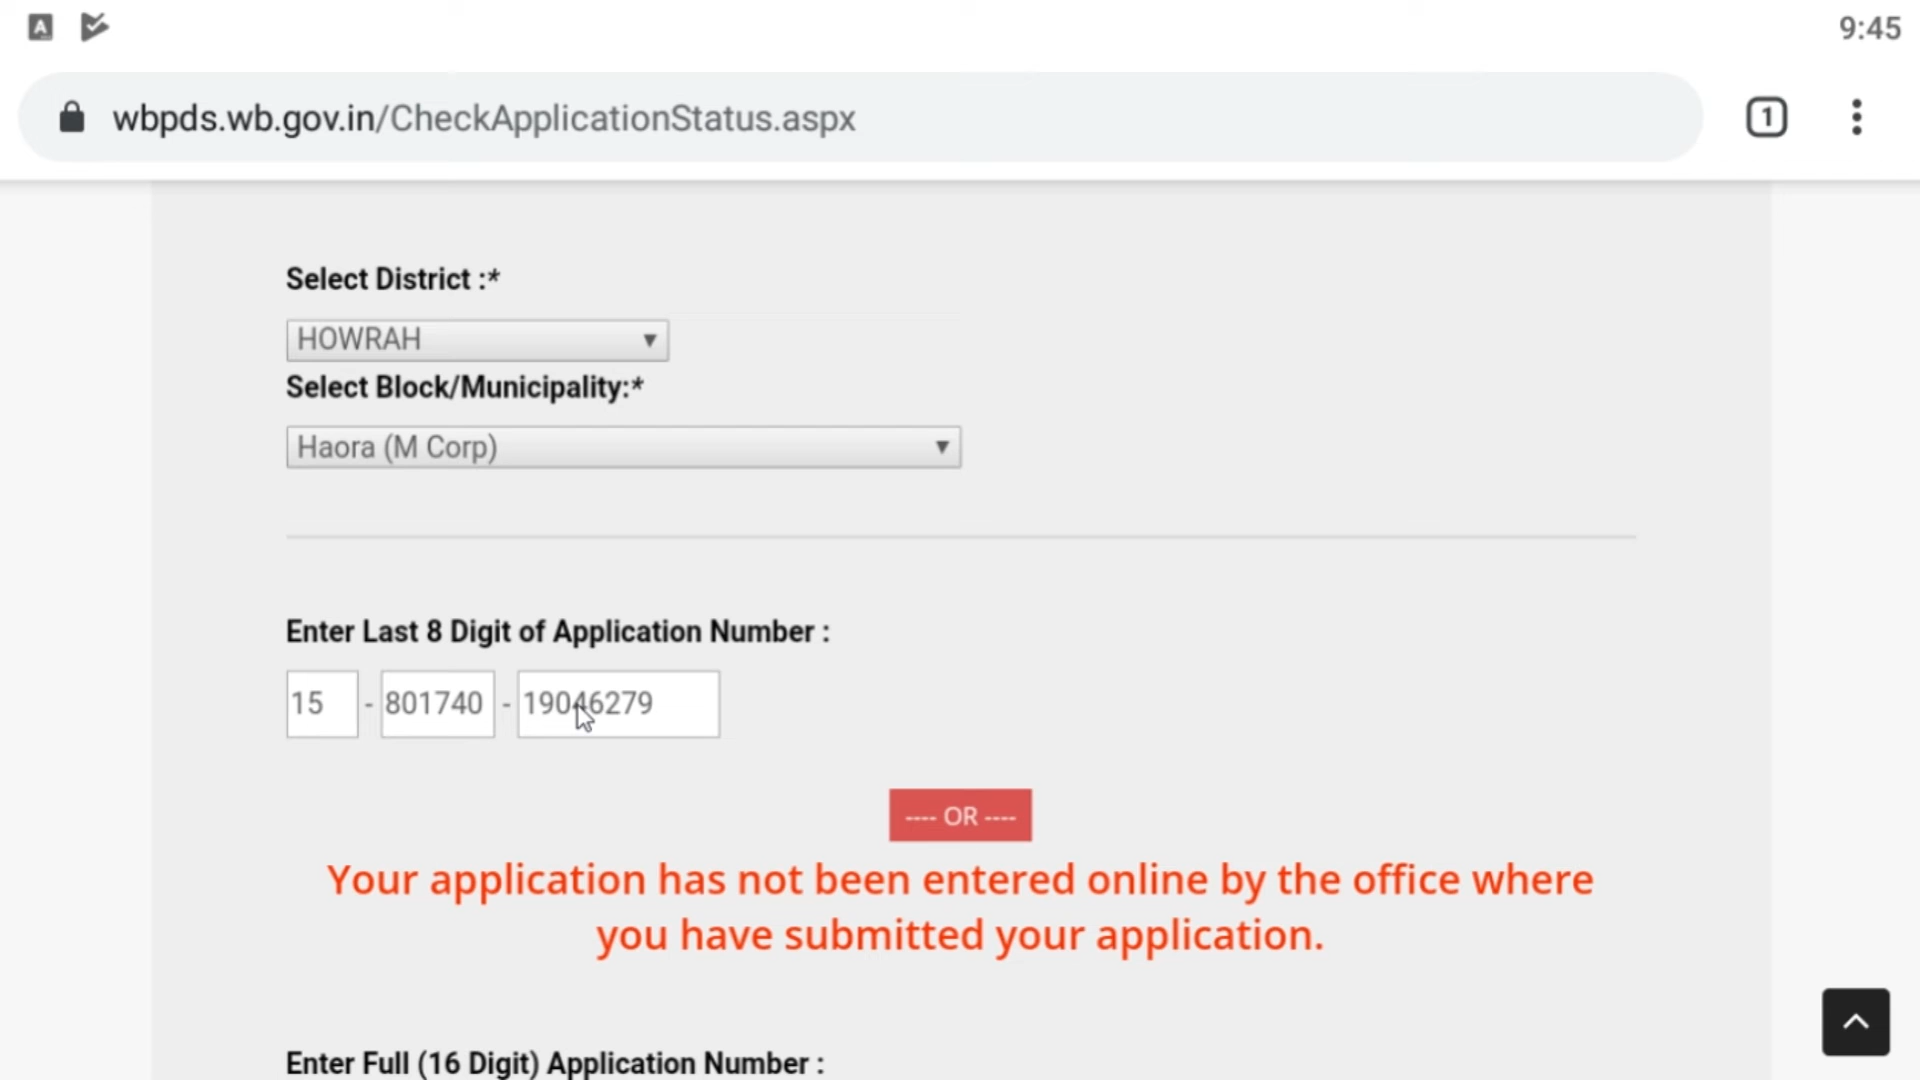 A
9:45
wbpds.wb.gov.in/CheckApplicationStatus.aspx
1
Select District :*
HOWRAH
Select Block/Municipality:*
Haora (M Corp)
Enter Last 8 Digit of Application Number :
15 - 801740 - 19046279
---- OR ----
Your application has not been entered online by the office where
you have submitted your application.
Enter Full (16 Digit) Application Number :